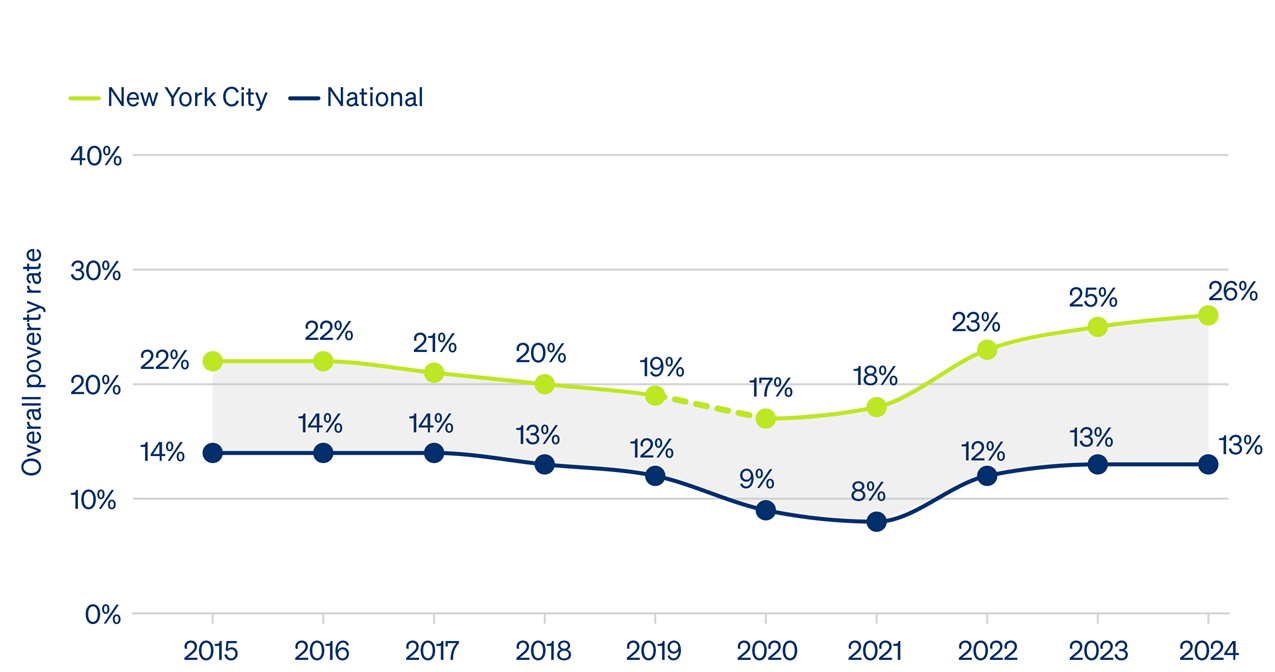 New York City National
40%
30%
20%
10%
0%
Overall poverty rate
22% 22% 21% 20% 19% 17% 18% 23% 25% 26%
14% 14% 14% 13% 12% 9% 8% 12% 13% 13%
2015 2016 2017 2018 2019 2020 2021 2022 2023 2024